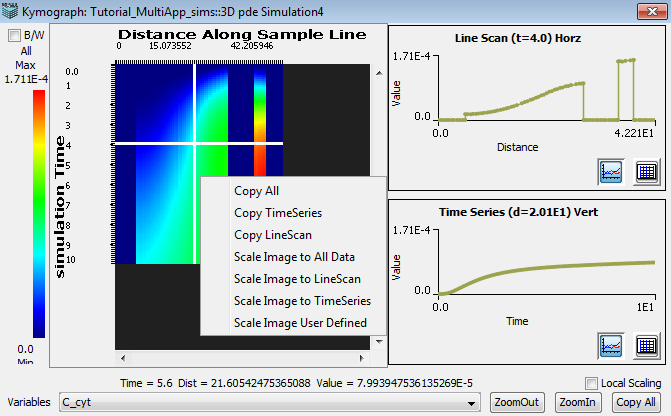 Kymograph: Tutorial_MultiApp_sims::3D pde Simulation4
B/W
All
Max
1.711E-4
0.0
Min
Distance Along Sample Line
0 15.073552 42.205946
simulation Time
0.0
1
2
3
4
5
6
7
8
9
10
Copy All
Copy TimeSeries
Copy LineScan
Scale Image to All Data
Scale Image to LineScan
Scale Image to TimeSeries
Scale Image User Defined
Line Scan (t=4.0) Horz
1.71E-4
Value
0.0
0.0 4.221E1
Distance
Time Series (d=2.01E1) Vert
1.71E-4
Value
0.0
0.0 1E1
Time
Time = 5.6 Dist = 21.60542475365088 Value = 7.993947536135269E-5
Local Scaling
Variables C_cyt ZoomOut ZoomIn Copy All